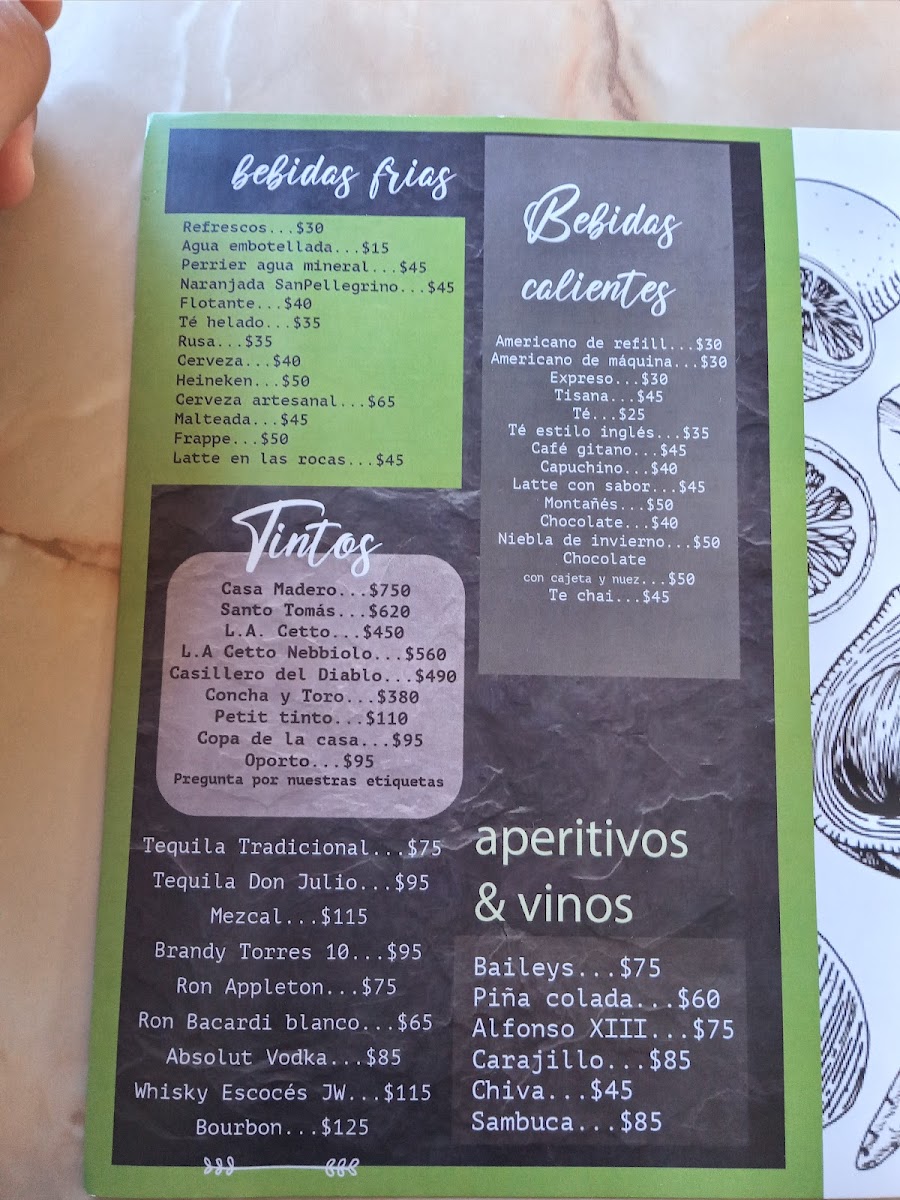 bebidas frias
Refrescos...$30
Agua embotellada...$15
Perrier agua mineral...$45
Naranjada SanPellegrino...$45
Flotante...$40
Té helado...$35
Rusa...$35
Cerveza...$40
Heineken...$50
Cerveza artesanal...$65
Malteada...$45
Frappe...$50
Latte en las rocas...$45
Tintos
Casa Madero...$750
Santo Tomás...$620
L.A. Cetto...$450
L.A Cetto Nebbiolo...$560
Casillero del Diablo...$490
Concha y Toro...$380
Petit tinto...$110
Copa de la casa...$95
Oporto...$95
Pregunta por nuestras etiquetas
Tequila Tradicional...$75
Tequila Don Julio...$95
Mezcal...$115
Brandy Torres 10...$95
Ron Appleton...$75
Ron Bacardi blanco...$65
Absolut Vodka...$85
Whisky Escocés JW...$115
Bourbon...$125
Bebidas
calientes
Americano de refill...$30
Americano de máquina...$30
Expreso...$30
Tisana...$45
Té...$25
Té estilo inglés...$35
Café gitano...$45
Capuchino...$40
Latte con sabor...$45
Montañés...$50
Chocolate...$40
Niebla de invierno...$50
Chocolate
con cajeta y nuez...$50
Te chai...$45
aperitivos
& vinos
Baileys...$75
Piña colada...$60
Alfonso XIII...$75
Carajillo...$85
Chiva...$45
Sambuca...$85